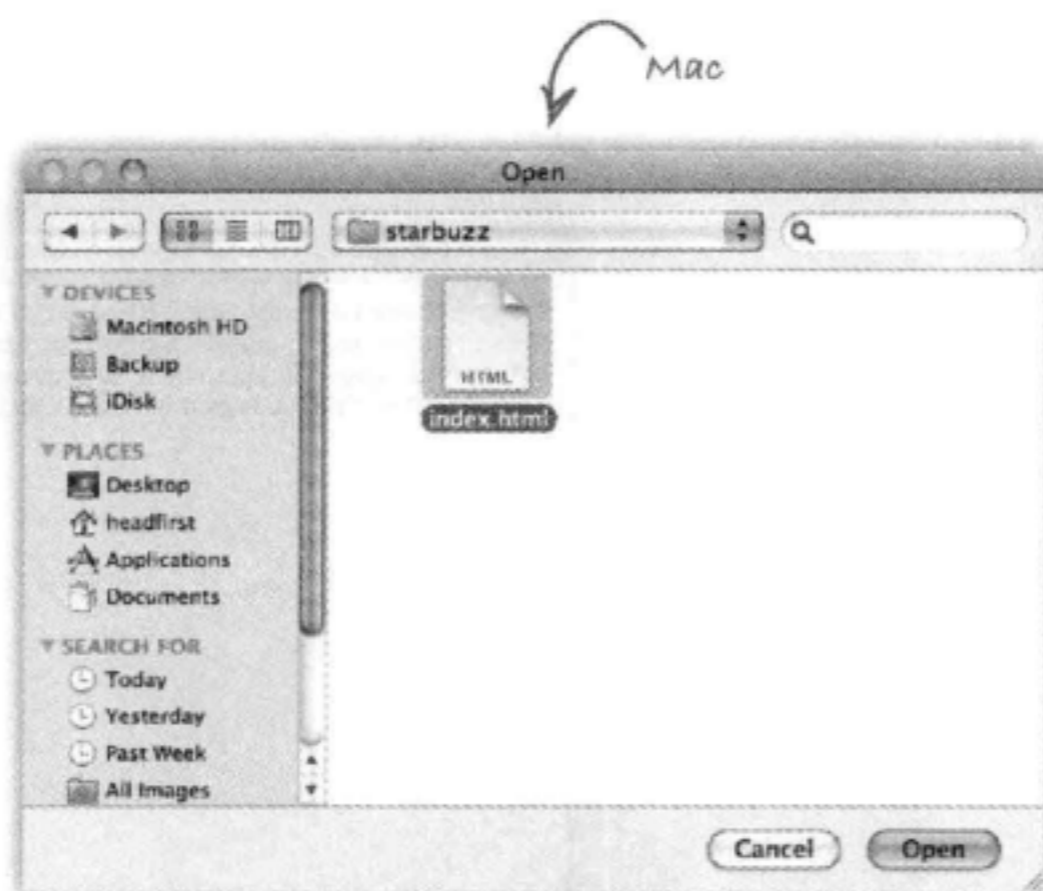 Mac
Open
starbuzz
DEVICES
Macintosh HD
Backup
iDisk
PLACES
Desktop
headfirst
Applications
Documents
SEARCH FOR
Today
Yesterday
Past Week
All Images
HTML
index.html
Cancel
Open